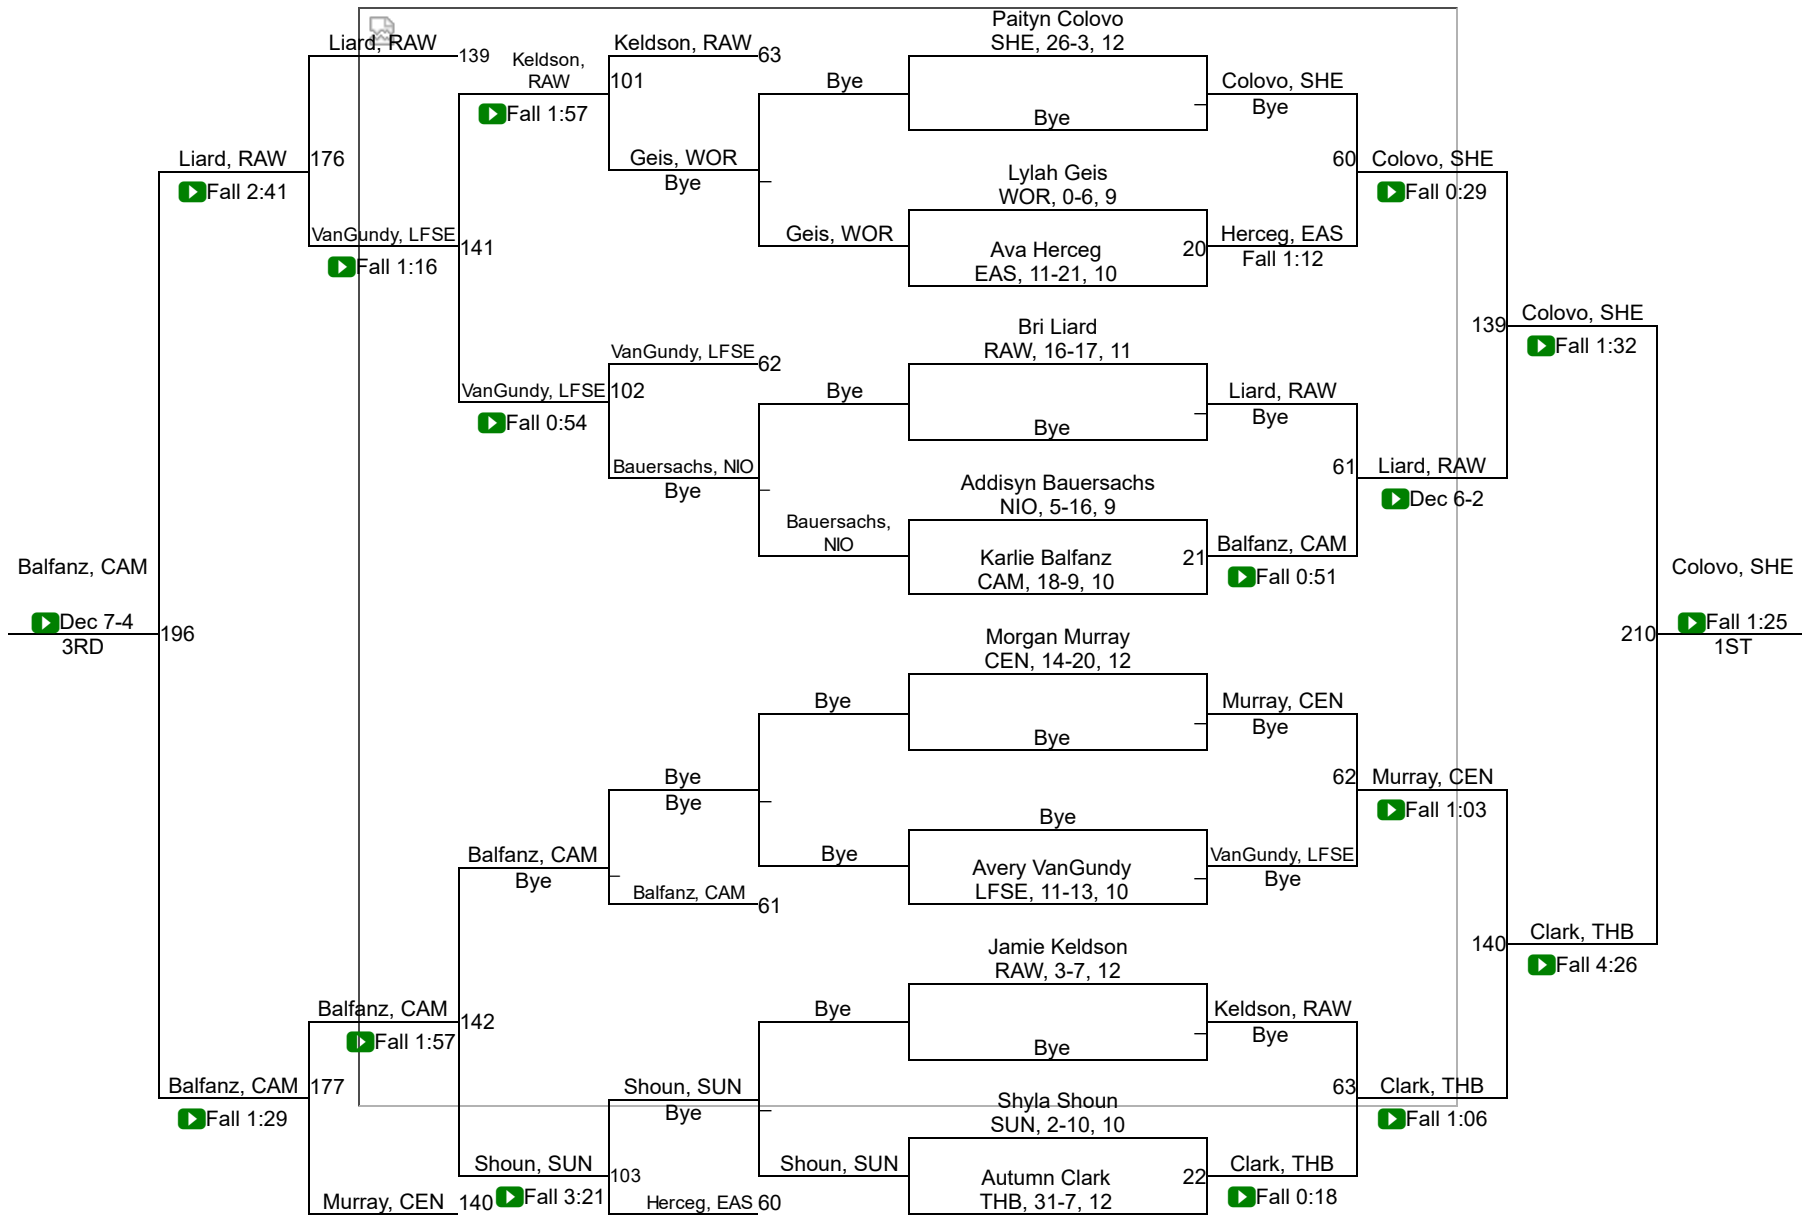 Paityn Colovo
SHE, 26-3, 12
Liard, RAW
139
Keldson,
RAW
Keldson, RAW
63
101
Bye
Colovo, SHE
Bye
Fall 1:57
Bye
Liard, RAW
176
Geis, WOR
Bye
Lylah Geis
WOR, 0-6, 9
60
Colovo, SHE
Fall 2:41
Fall 0:29
VanGundy, LFSE
141
Geis, WOR
Ava Herceg
EAS, 11-21, 10
20
Herceg, EAS
Fall 1:12
Fall 1:16
Bri Liard
RAW, 16-17, 11
139
Colovo, SHE
Fall 1:32
VanGundy, LFSE
62
VanGundy, LFSE
102
Bye
Liard, RAW
Bye
Fall 0:54
Bye
Bauersachs, NIO
Bye
Addisyn Bauersachs
NIO, 5-16, 9
61
Liard, RAW
Dec 6-2
Bauersachs,
NIO
Karlie Balfanz
CAM, 18-9, 10
21
Balfanz, CAM
Fall 0:51
Balfanz, CAM
Colovo, SHE
Dec 7-4
3RD
196
Morgan Murray
CEN, 14-20, 12
210
Fall 1:25
1ST
Bye
Murray, CEN
Bye
Bye
Bye
Bye
62
Murray, CEN
Fall 1:03
Bye
Balfanz, CAM
Bye
Bye
Avery VanGundy
LFSE, 11-13, 10
VanGundy, LFSE
Bye
Balfanz, CAM
61
Jamie Keldson
RAW, 3-7, 12
140
Clark, THB
Fall 4:26
Balfanz, CAM
142
Bye
Keldson, RAW
Bye
Fall 1:57
Bye
Balfanz, CAM
177
Shoun, SUN
Bye
Shyla Shoun
SUN, 2-10, 10
63
Clark, THB
Fall 1:29
Fall 1:06
Shoun, SUN
103
Shoun, SUN
Autumn Clark
THB, 31-7, 12
22
Clark, THB
Fall 0:18
Murray, CEN
140
Fall 3:21
Herceg, EAS
60